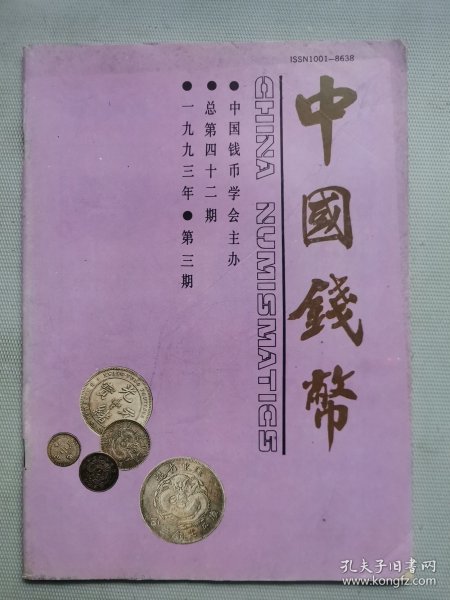 ISSN1001-8638
中國錢幣
CHINA NUMISMATICS
●中国钱币学会主办
●总第四十二期
●一九九三年●第三期
孔夫子旧书网
www.kongfz.com